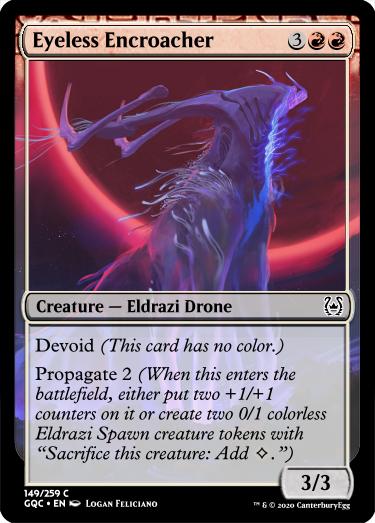 Eyeless Encroacher 3
Creature — Eldrazi Drone
Devoid (This card has no color.)
Propagate 2 (When this enters the
battlefield, either put two +1/+1
counters on it or create two 0/1 colorless
Eldrazi Spawn creature tokens with
“Sacrifice this creature: Add ◇.”)
3/3
149/259 C
GQC • EN Logan Feliciano
™ & © 2020 CanterburyEgg